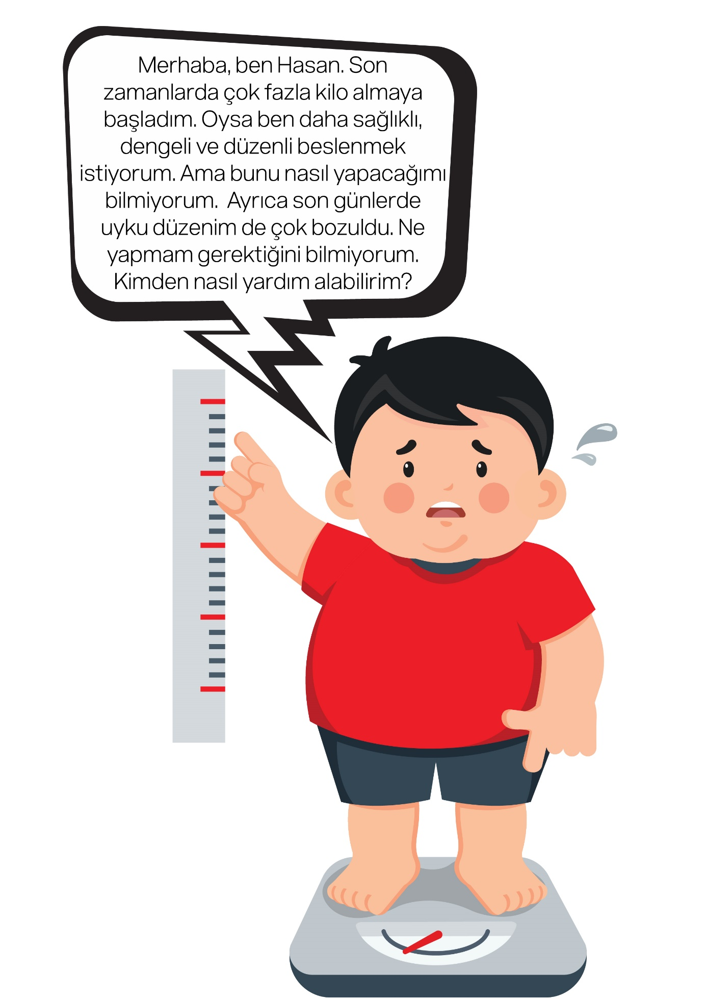 Merhaba, ben Hasan. Son
zamanlarda çok fazla kilo almaya
başladım. Oysa ben daha sağlıklı,
dengeli ve düzenli beslenmek
istiyorum. Ama bunu nasıl yapacağımı
bilmiyorum.  Ayrıca son günlerde
uyku düzenim de çok bozuldu. Ne
yapmam gerektiğini bilmiyorum.
Kimden nasıl yardım alabilirim?